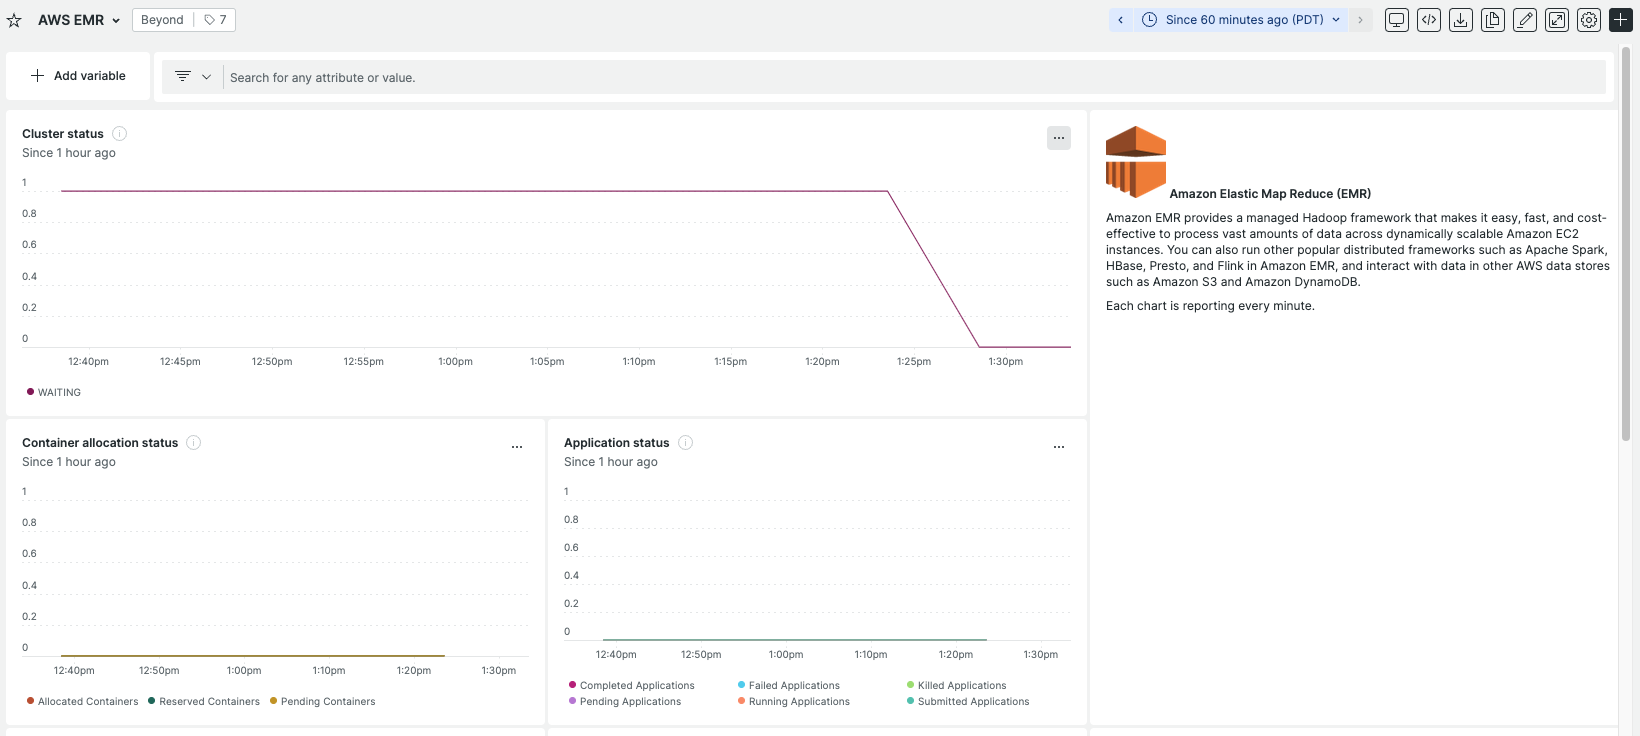 AWS EMR
Beyond
7
Since 60 minutes ago (PDT)
Add variable
Search for any attribute or value.
Cluster status
Since 1 hour ago
1
0.8
0.6
0.4
0.2
0
12:40pm 12:45pm 12:50pm 12:55pm 1:00pm 1:05pm 1:10pm 1:15pm 1:20pm 1:25pm 1:30pm
WAITING
Amazon Elastic Map Reduce (EMR)
Amazon EMR provides a managed Hadoop framework that makes it easy, fast, and cost-
effective to process vast amounts of data across dynamically scalable Amazon EC2
instances. You can also run other popular distributed frameworks such as Apache Spark,
HBase, Presto, and Flink in Amazon EMR, and interact with data in other AWS data stores
such as Amazon S3 and Amazon DynamoDB.
Each chart is reporting every minute.
Container allocation status
Since 1 hour ago
1
0.8
0.6
0.4
0.2
0
12:40pm 12:50pm 1:00pm 1:10pm 1:20pm 1:30pm
Allocated Containers Reserved Containers Pending Containers
Application status
Since 1 hour ago
1
0.8
0.6
0.4
0.2
0
12:40pm 12:50pm 1:00pm 1:10pm 1:20pm 1:30pm
Completed Applications Failed Applications Killed Applications
Pending Applications Running Applications Submitted Applications